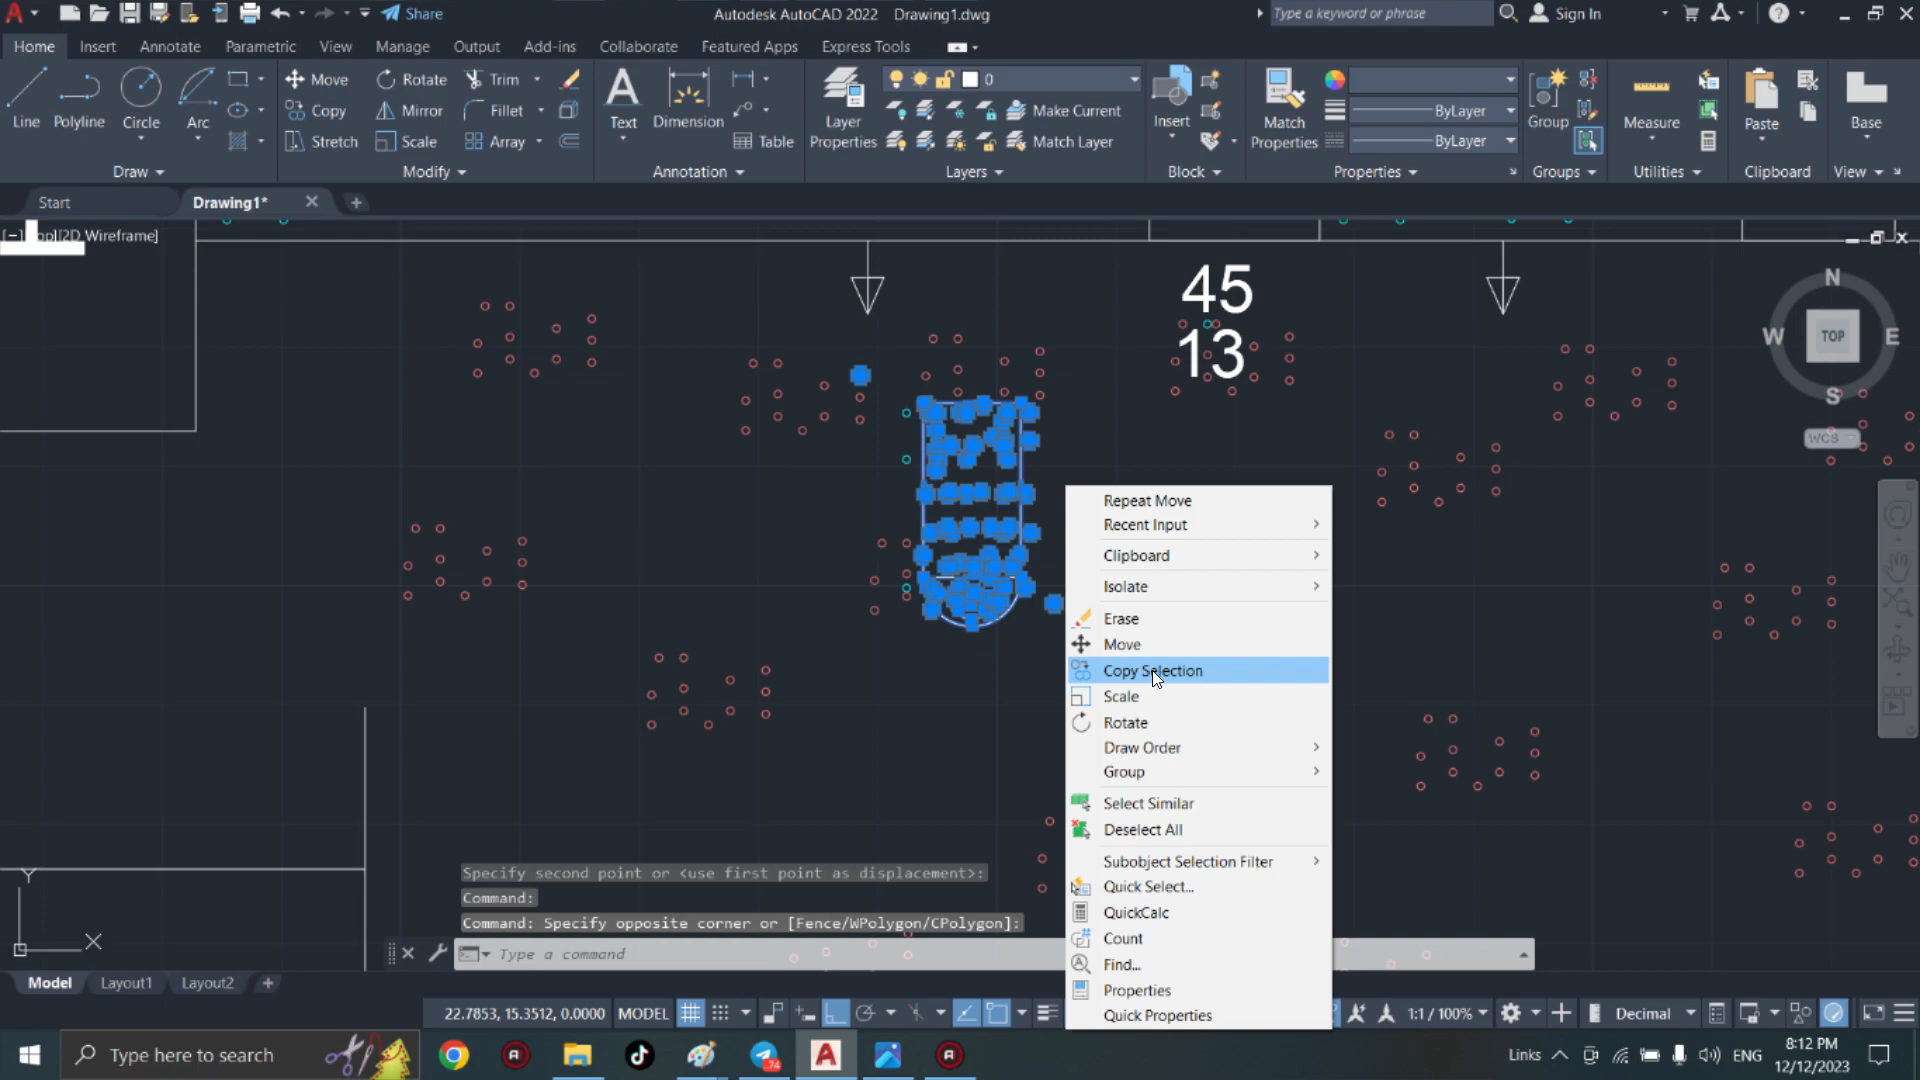 Share
Autodesk AutoCAD 2022 Drawing1.dwg
Type a keyword or phrase
Sign In
Home Insert Annotate Parametric View Manage Output Add-ins Collaborate Featured Apps Express Tools
Line Polyline Circle Arc
Move Rotate Trim
Copy Mirror Fillet
Stretch Scale Array
Text Dimension Table
Layer Properties
0
Make Current
Match Layer
Insert
Match Properties
ByLayer
ByLayer
Group
Measure
Paste
Base
Draw Modify Annotation Layers Block Properties Groups Utilities Clipboard View
Start Drawing1*
[2D Wireframe]
45
13
N
W TOP E
S
WCS
Repeat Move
Recent Input
Clipboard
Isolate
Erase
Move
Copy Selection
Scale
Rotate
Draw Order
Group
Select Similar
Deselect All
Subobject Selection Filter
Quick Select...
QuickCalc
Count
Find...
Properties
Quick Properties
Specify second point or <use first point as displacement>:
Command:
Command: Specify opposite corner or [Fence/WPolygon/CPolygon]:
Type a command
Y
X
Model Layout1 Layout2
22.7853, 15.3512, 0.0000 MODEL
1:1 / 100% Decimal
Type here to search
74
Links ENG
8:12 PM
12/12/2023